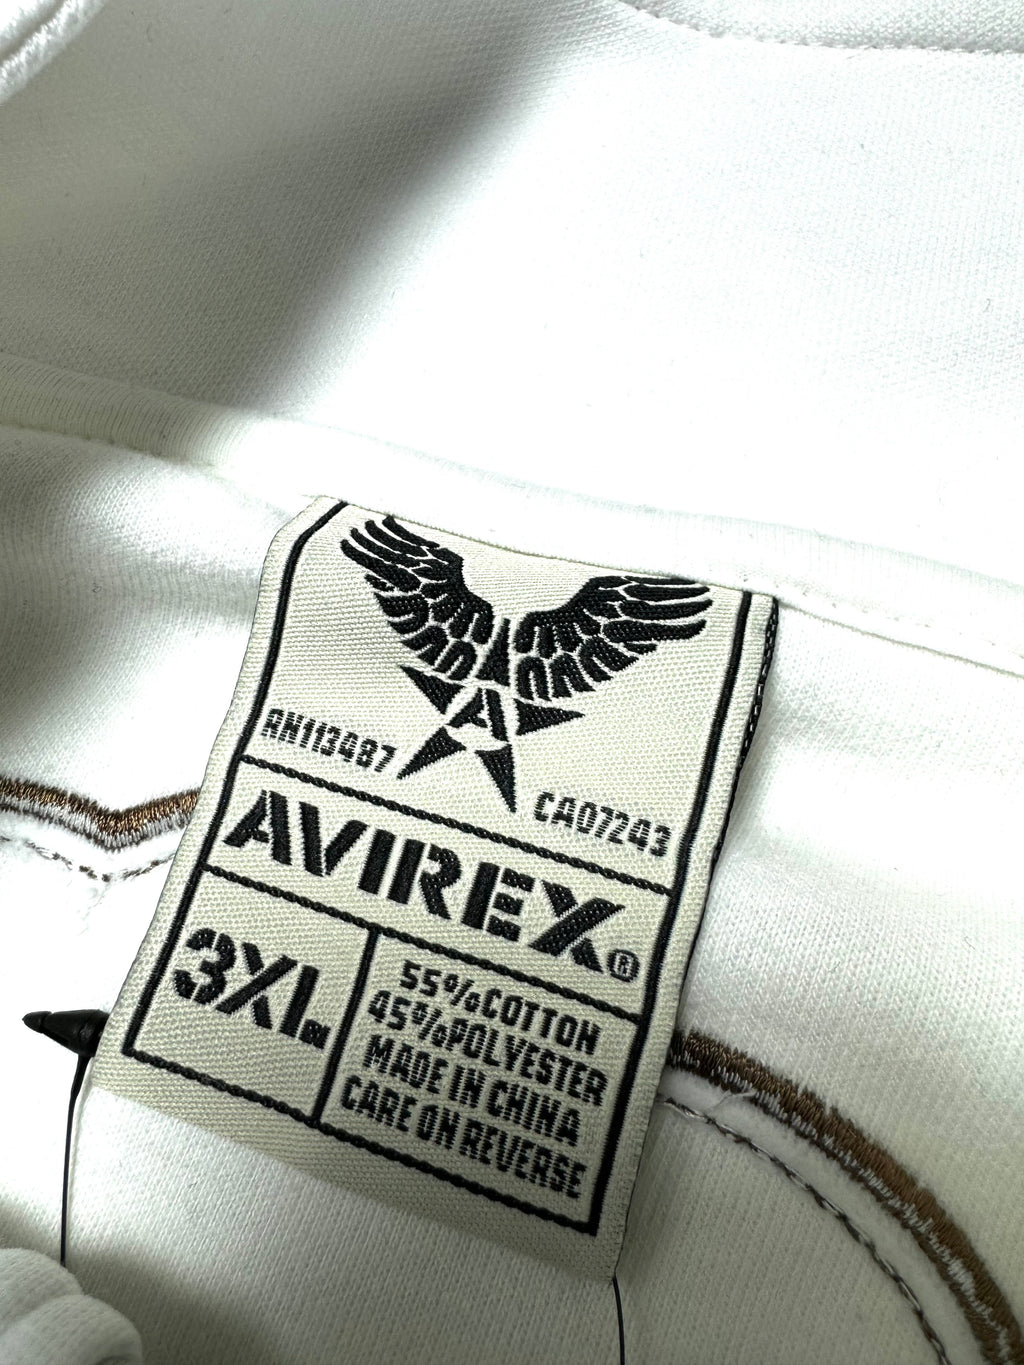 A
RN113487
CA07243
AVIREX®
3XL
55%COTTON
45%POLYESTER
MADE IN CHINA
CARE ON REVERSE